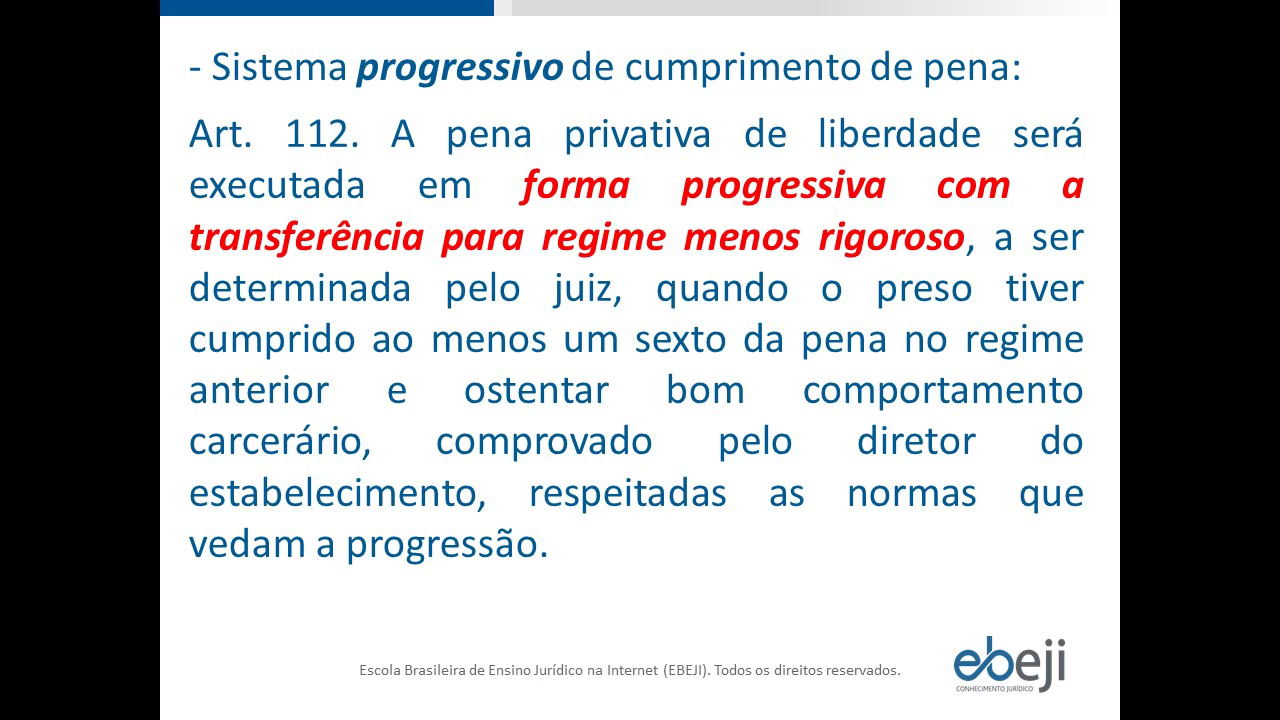 - Sistema progressivo de cumprimento de pena:
Art. 112. A pena privativa de liberdade será
executada em forma progressiva com a
transferência para regime menos rigoroso, a ser
determinada pelo juiz, quando o preso tiver
cumprido ao menos um sexto da pena no regime
anterior e ostentar bom comportamento
carcerário, comprovado pelo diretor do
estabelecimento, respeitadas as normas que
vedam a progressão.
Escola Brasileira de Ensino Jurídico na Internet (EBEJI). Todos os direitos reservados.
ebeji
CONHECIMENTO JURÍDICO